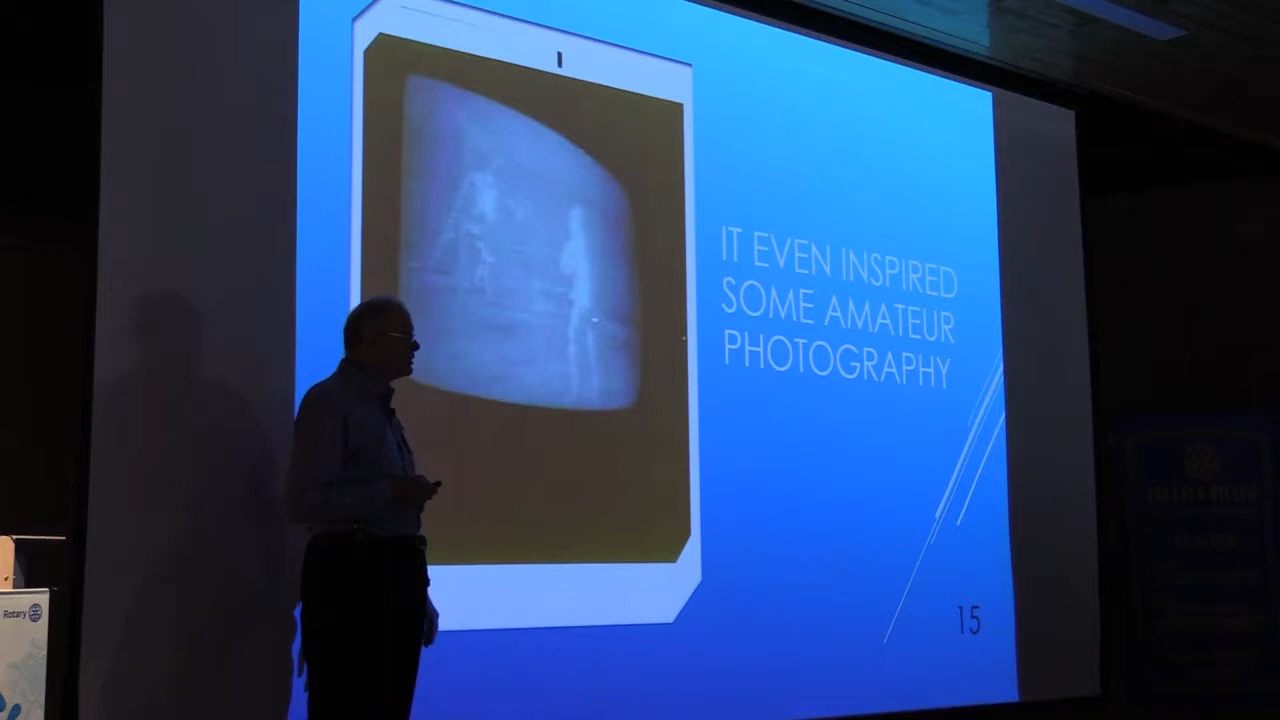 IT EVEN INSPIRED
SOME AMATEUR
PHOTOGRAPHY
15
Rotary